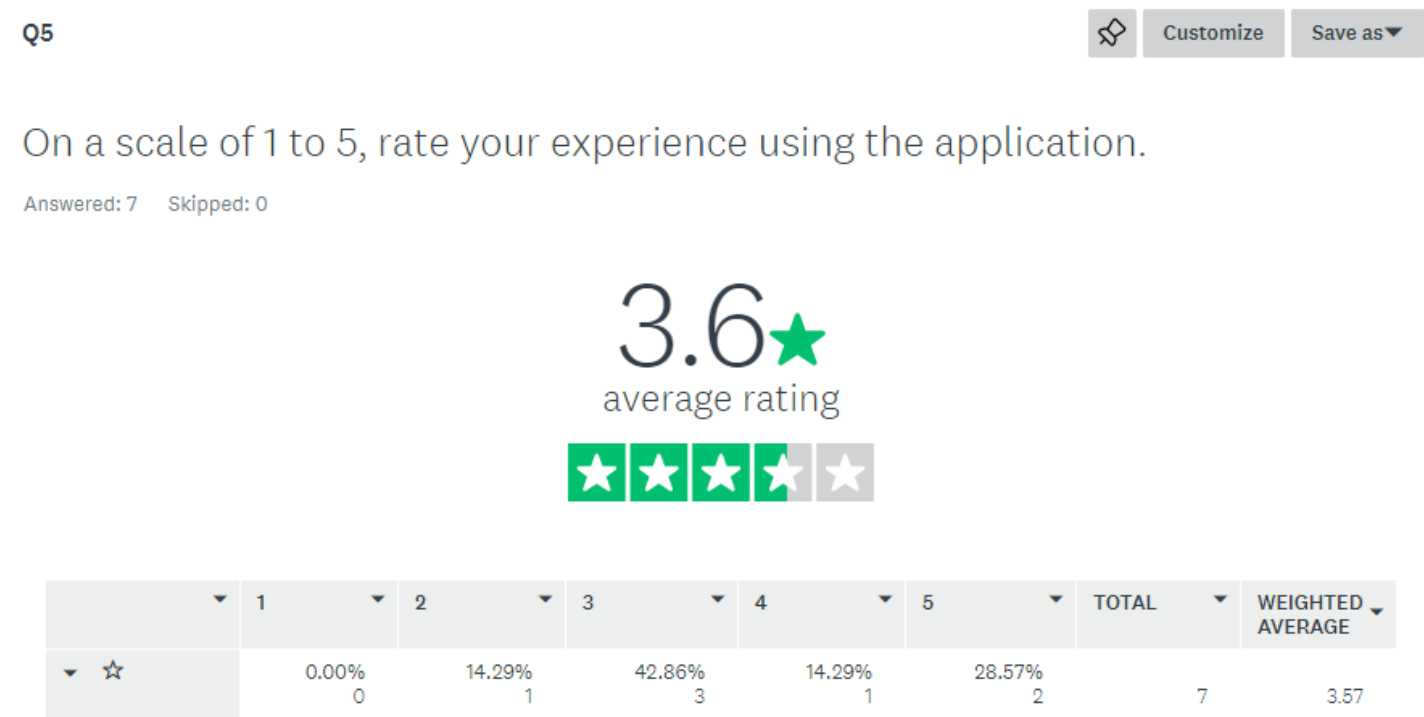 Q5
Customize
Save as
On a scale of 1 to 5, rate your experience using the application.
Answered: 7 Skipped: 0
3.6
average rating
1 2 3 4 5 TOTAL WEIGHTED
AVERAGE
0.00% 14.29% 42.86% 14.29% 28.57%
0 1 3 1 2 7 3.57